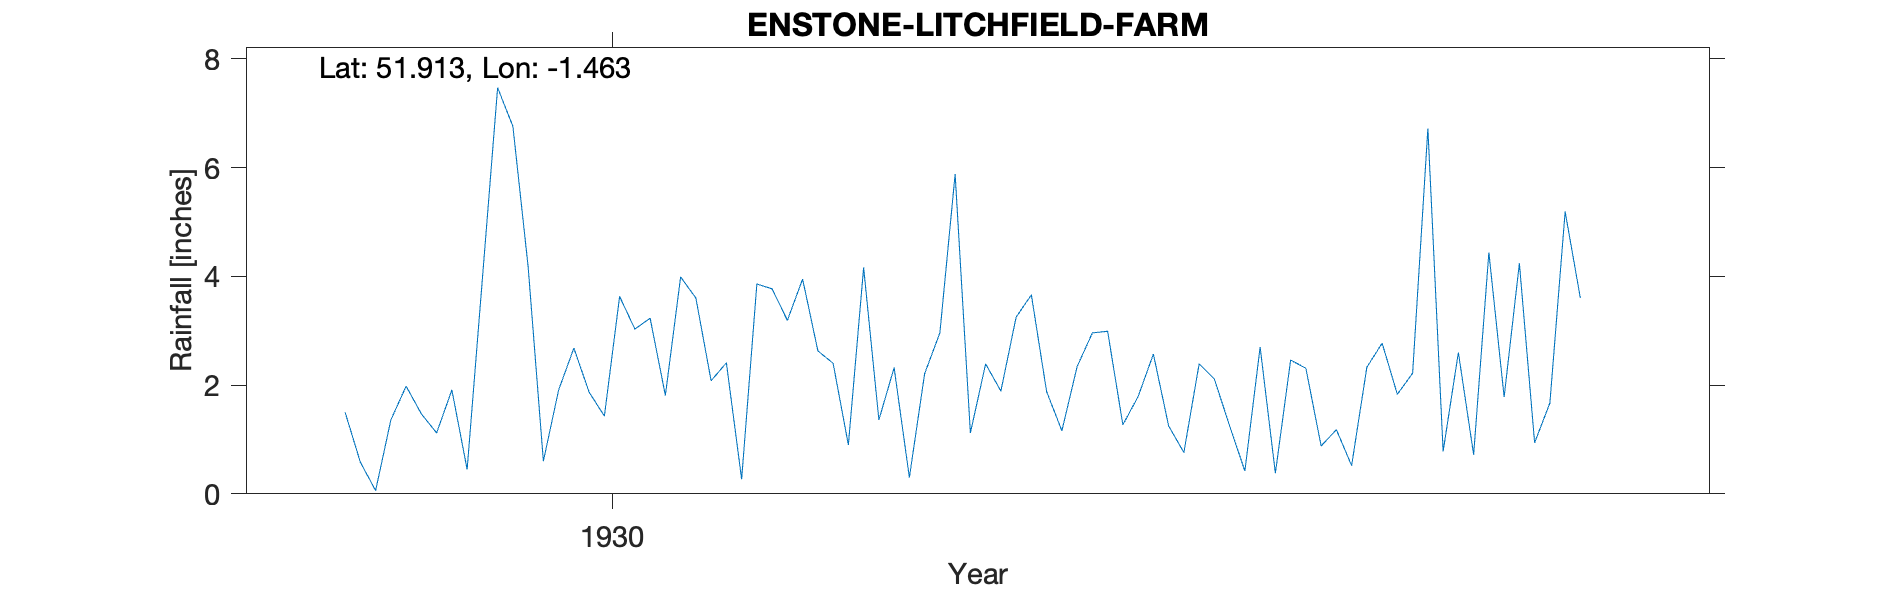 ENSTONE-LITCHFIELD-FARM
Lat: 51.913, Lon: -1.463
8
6
4
2
0
Rainfall [inches]
1930
Year